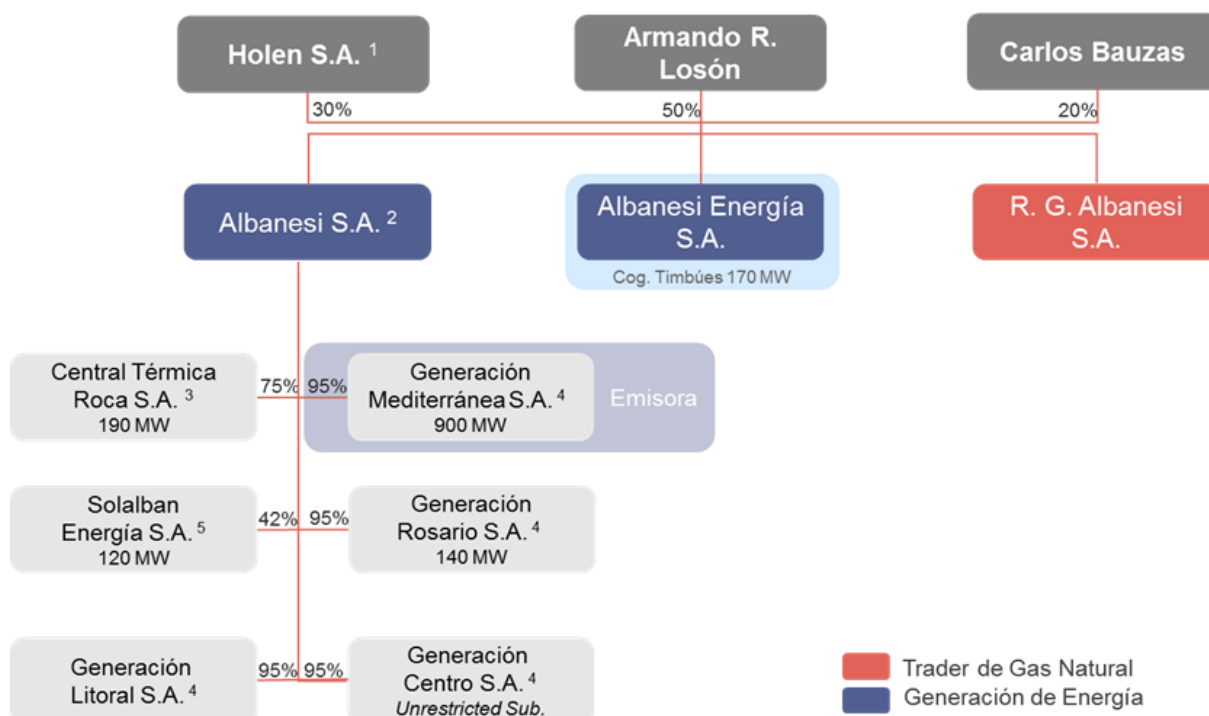 Holen S.A. ¹
Armando R.
Losón
Carlos Bauzas
30%
50%
20%
Albanesi S.A. ²
Albanesi Energía
S.A.
R. G. Albanesi
S.A.
Cog. Timbúes 170 MW
Central Térmica
Roca S.A. ³
190 MW
75%
95%
Generación
Mediterránea S.A. ⁴
900 MW
Emisora
Solalban
Energía S.A. ⁵
120 MW
42%
95%
Generación
Rosario S.A. ⁴
140 MW
Generación
Litoral S.A. ⁴
95%
95%
Generación
Centro S.A. ⁴
Unrestricted Sub.
Trader de Gas Natural
Generación de Energía